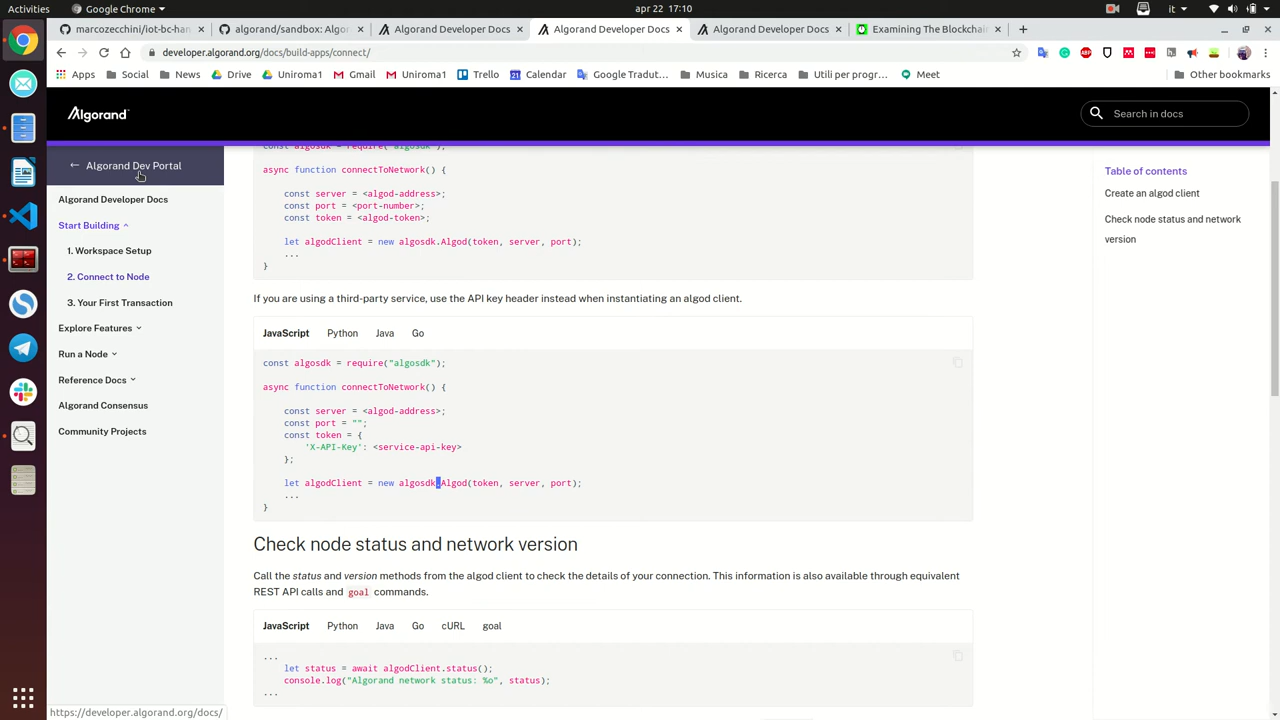 Activities
Google Chrome
apr 22 17:10
it
marcozecchini/iot-bc-han
algorand/sandbox: Algo
Algorand Developer Docs
Algorand Developer Docs
Algorand Developer Docs
Examining The Blockchain
developer.algorand.org/docs/build-apps/connect/
Apps
Social
News
Drive
Uniroma1
Gmail
Uniroma1
Trello
Calendar
Google Tradut...
Musica
Ricerca
Utili per progr...
Meet
Other bookmarks
Algorand
Search in docs
← Algorand Dev Portal
Algorand Developer Docs
Start Building
1. Workspace Setup
2. Connect to Node
3. Your First Transaction
Explore Features
Run a Node
Reference Docs
Algorand Consensus
Community Projects
const algosdk = require("algosdk");
async function connectToNetwork() {
const server = <algod-address>;
const port = <port-number>;
const token = <algod-token>;
let algodClient = new algosdk.Algod(token, server, port);
...
}
If you are using a third-party service, use the API key header instead when instantiating an algod client.
JavaScript Python Java Go
const algosdk = require("algosdk");
async function connectToNetwork() {
const server = <algod-address>;
const port = "";
const token = {
'X-API-Key': <service-api-key>
};
let algodClient = new algosdk.Algod(token, server, port);
...
}
Check node status and network version
Call the status and version methods from the algod client to check the details of your connection. This information is also available through equivalent
REST API calls and goal commands.
JavaScript Python Java Go cURL goal
...
let status = await algodClient.status();
console.log("Algorand network status: %o", status);
...
Table of contents
Create an algod client
Check node status and network
version
https://developer.algorand.org/docs/